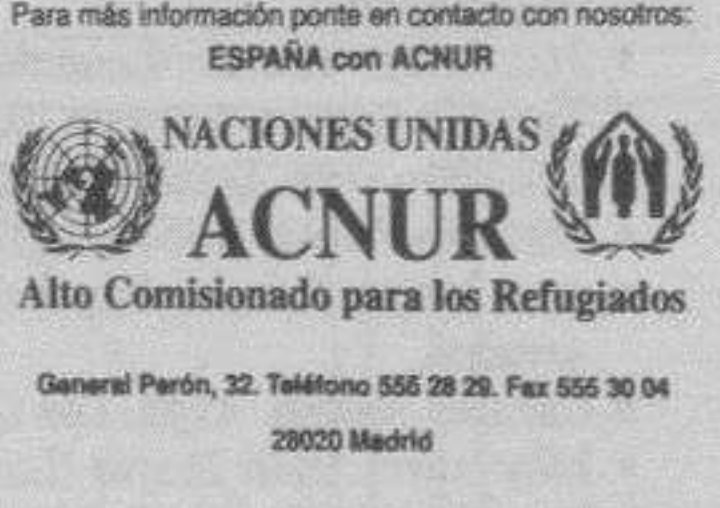 Para más información ponte en contacto con nosotros:
ESPAÑA con ACNUR
NACIONES UNIDAS
ACNUR
Alto Comisionado para los Refugiados
General Perón, 32. Teléfono 555 28 29. Fax 555 30 04
28020 Madrid